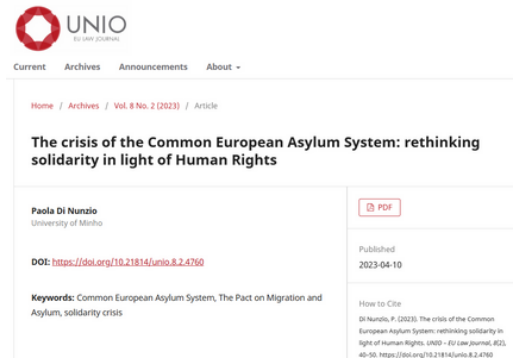 UNIO
EU LAW JOURNAL
Current Archives Announcements About
Home / Archives / Vol. 8 No. 2 (2023) / Article
The crisis of the Common European Asylum System: rethinking
solidarity in light of Human Rights
Paola Di Nunzio
University of Minho
DOI: https://doi.org/10.21814/unio.8.2.4760
Keywords: Common European Asylum System, The Pact on Migration and
Asylum, solidarity crisis
PDF
Published
2023-04-10
How to Cite
Di Nunzio, P. (2023). The crisis of the Common
European Asylum System: rethinking solidarity in
light of Human Rights. UNIO – EU Law Journal, 8(2),
40–50. https://doi.org/10.21814/unio.8.2.4760